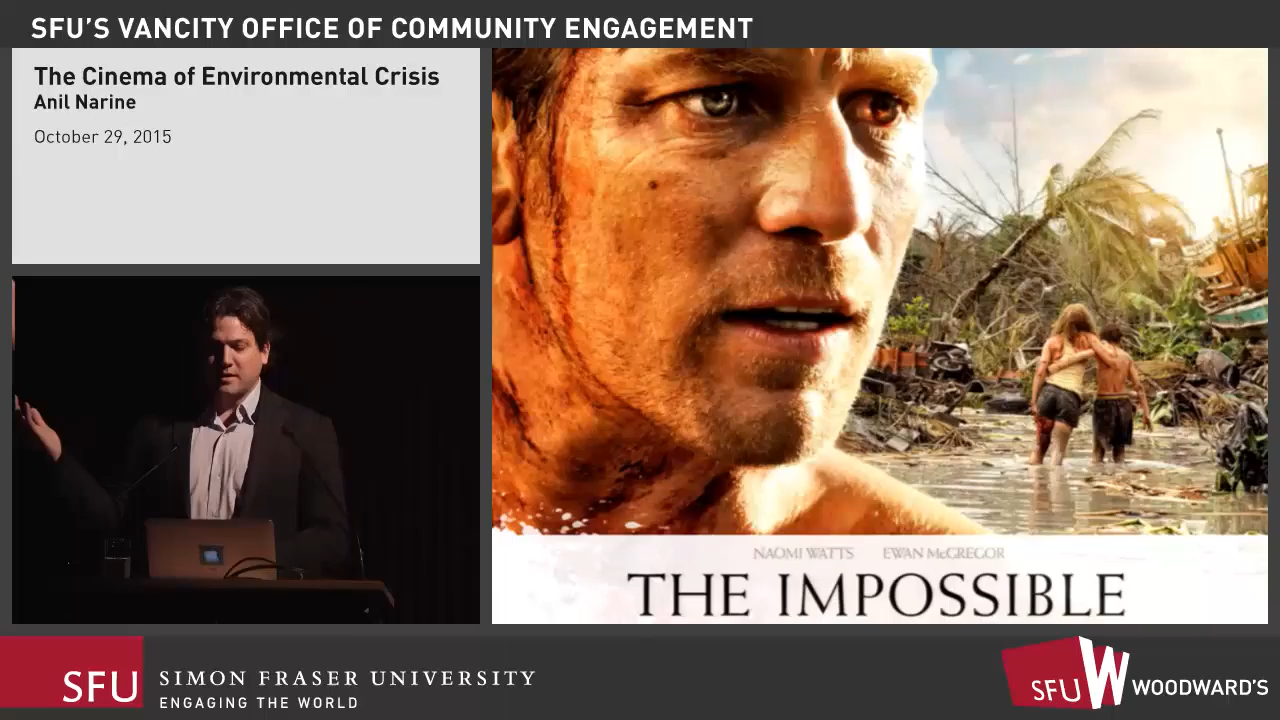 SFU'S VANCITY OFFICE OF COMMUNITY ENGAGEMENT
The Cinema of Environmental Crisis
Anil Narine
October 29, 2015
NAOMI WATTS EWAN McGREGOR
THE IMPOSSIBLE
SFU SIMON FRASER UNIVERSITY
ENGAGING THE WORLD
SFU W WOODWARD'S